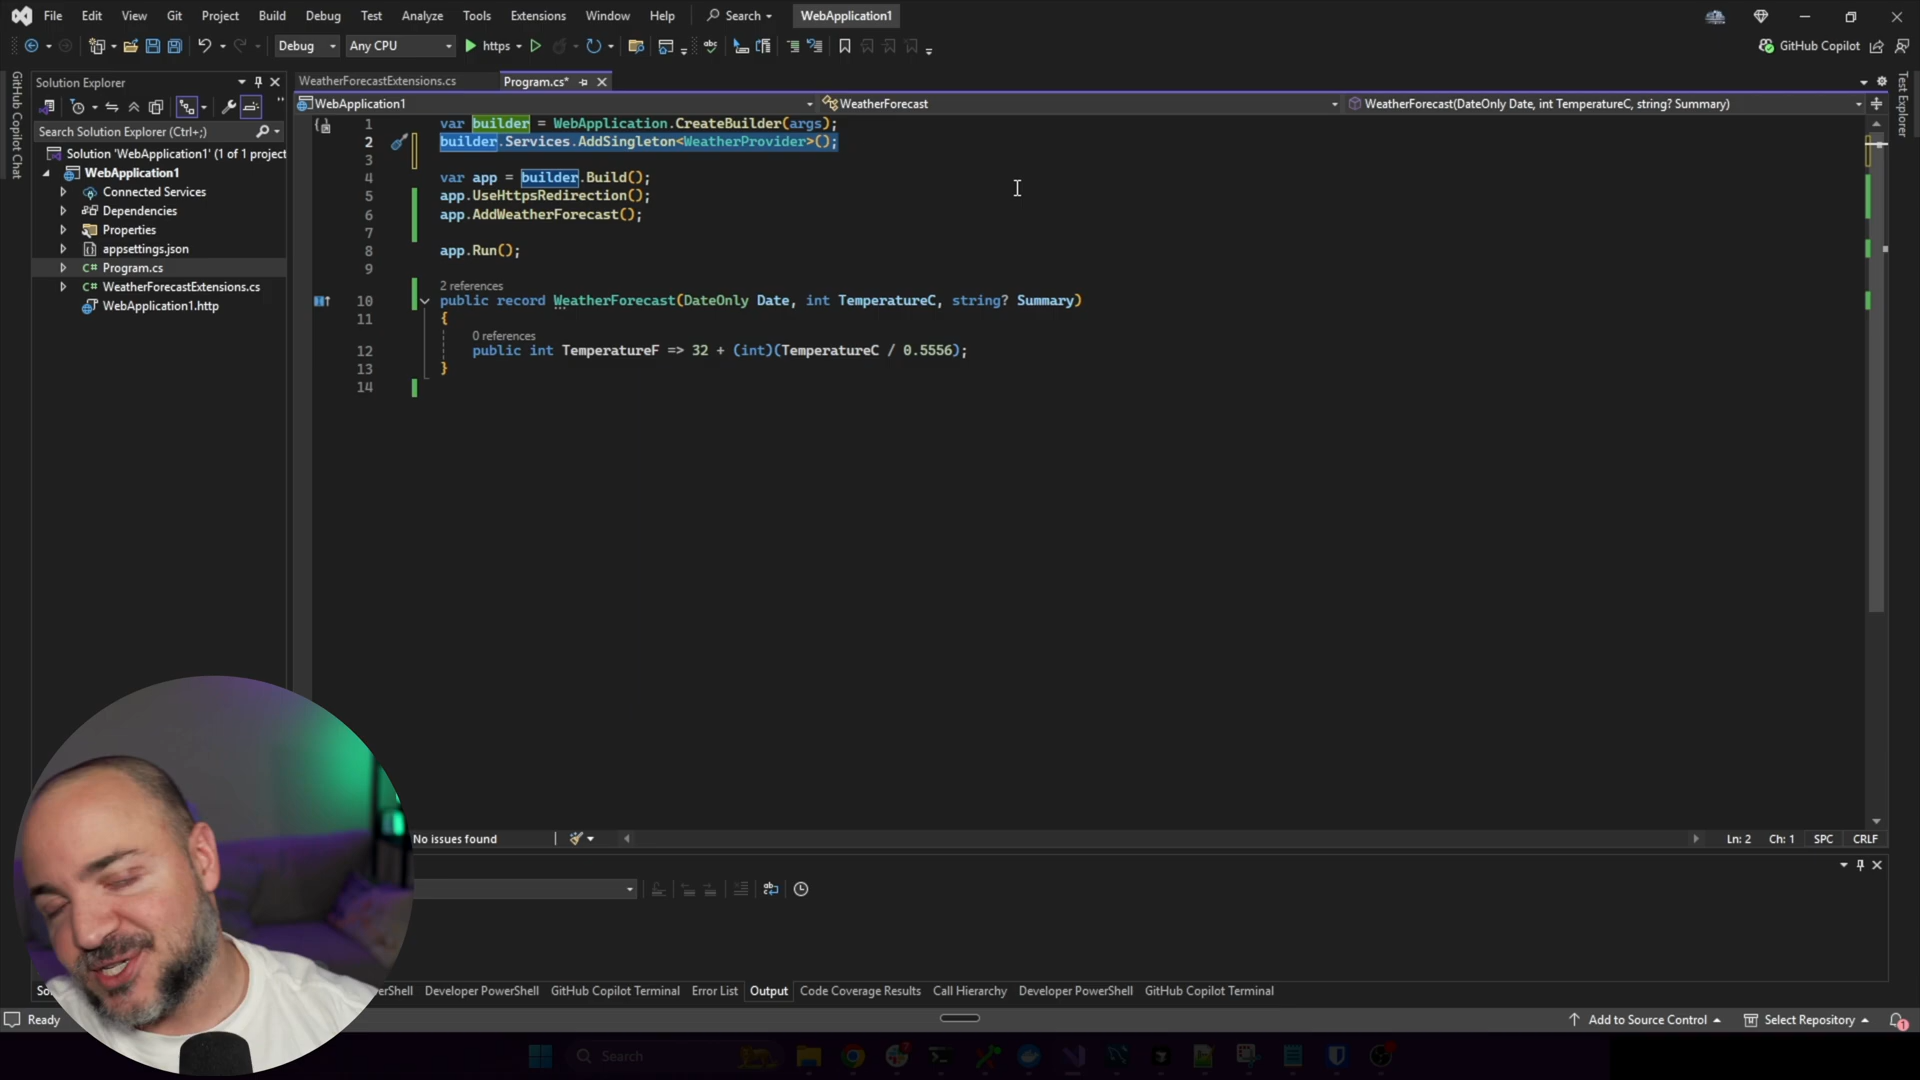 File Edit View Git Project Build Debug Test Analyze Tools Extensions Window Help Search WebApplication1
Debug Any CPU https GitHub Copilot
GitHub Copilot Chat
Solution Explorer
Search Solution Explorer (Ctrl+;)
Solution 'WebApplication1' (1 of 1 project
WebApplication1
Connected Services
Dependencies
Properties
appsettings.json
C# Program.cs
C# WeatherForecastExtensions.cs
WebApplication1.http
WeatherForecastExtensions.cs Program.cs*
WebApplication1 WeatherForecast WeatherForecast(DateOnly Date, int TemperatureC, string? Summary)
1 var builder = WebApplication.CreateBuilder(args);
2 builder.Services.AddSingleton<WeatherProvider>();
3
4 var app = builder.Build();
5 app.UseHttpsRedirection();
6 app.AddWeatherForecast();
7
8 app.Run();
9
2 references
10 public record WeatherForecast(DateOnly Date, int TemperatureC, string? Summary)
11 {
0 references
12 public int TemperatureF => 32 + (int)(TemperatureC / 0.5556);
13 }
14
Test Explorer
No issues found Ln: 2 Ch: 1 SPC CRLF
Developer PowerShell GitHub Copilot Terminal Error List Output Code Coverage Results Call Hierarchy Developer PowerShell GitHub Copilot Terminal
Ready Add to Source Control Select Repository 1
Search